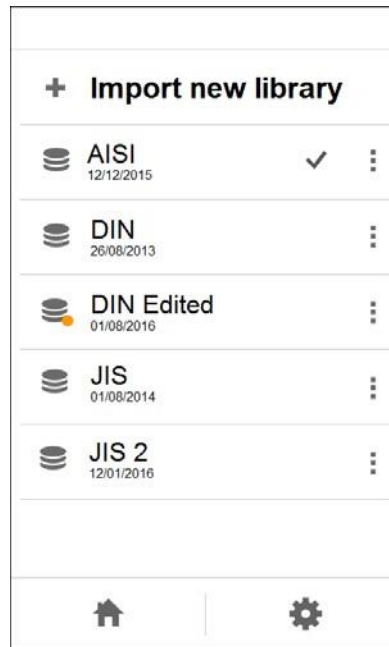 Import new library
AISI
12/12/2015
DIN
26/08/2013
DIN Edited
01/08/2016
JIS
01/08/2014
JIS 2
12/01/2016